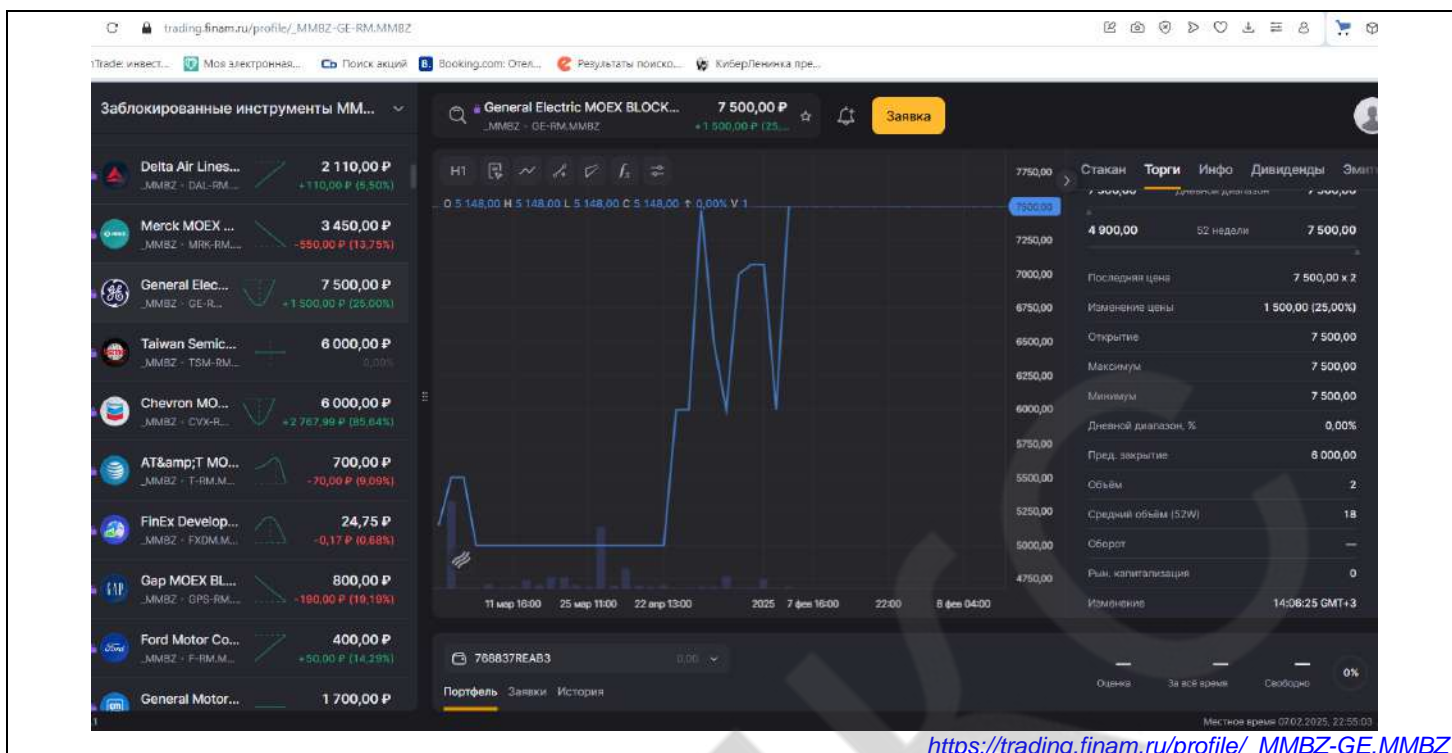 trading.finam.ru/profile/_MMBZ-GE-RM.MMBZ
Trade: инвест... Моя электронная... Поиск акций Booking.com: Отел... Результаты поиско... КиберЛенинка пре...
Заблокированные инструменты MM...
General Electric MOEX BLOCK... 7 500,00 ₽
_MMBZ - GE-RM.MMBZ +1 500,00 ₽ (25,...
Заявка
Delta Air Lines... 2 110,00 ₽
_MMBZ - DAL-RM.... +110,00 ₽ (5,50%)
Merck MOEX ... 3 450,00 ₽
_MMBZ - MRK-RM.... -550,00 ₽ (13,75%)
General Elec... 7 500,00 ₽
_MMBZ - GE-R... +1 500,00 ₽ (25,00%)
Taiwan Semic... 6 000,00 ₽
_MMBZ - TSM-RM... 0,00%
Chevron MO... 6 000,00 ₽
_MMBZ - CVX-R... +2 767,99 ₽ (85,64%)
AT&amp;T MO... 700,00 ₽
_MMBZ - T-RM.M... -70,00 ₽ (9,09%)
FinEx Develop... 24,75 ₽
_MMBZ - FXDM.M... -0,17 ₽ (0,68%)
Gap MOEX BL... 800,00 ₽
_MMBZ - GPS-RM.... -190,00 ₽ (19,19%)
Ford Motor Co... 400,00 ₽
_MMBZ - F-RM.M... +50,00 ₽ (14,29%)
General Motor... 1 700,00 ₽
H1
O 5 148,00 H 5 148,00 L 5 148,00 C 5 148,00 ↑ 0,00% V 1
7750,00
7500,00
7250,00
7000,00
6750,00
6500,00
6250,00
6000,00
5750,00
5500,00
5250,00
5000,00
4750,00
11 мар 16:00 25 мар 11:00 22 апр 13:00 2025 7 фев 16:00 22:00 8 фев 04:00
Стакан Торги Инфо Дивиденды Эмит
7 500,00 Дневной диапазон 7 500,00
4 900,00 52 недели 7 500,00
Последняя цена 7 500,00 x 2
Изменение цены 1 500,00 (25,00%)
Открытие 7 500,00
Максимум 7 500,00
Минимум 7 500,00
Дневной диапазон, % 0,00%
Пред. закрытие 6 000,00
Объём 2
Средний объём (52W) 18
Оборот —
Рын. капитализация 0
Изменение 14:06:25 GMT+3
768837REAB3 0,00
Портфель Заявки История
Оценка За всё время Свободно 0%
Местное время 07.02.2025, 22:55:03
https://trading.finam.ru/profile/_MMBZ-GE.MMBZ